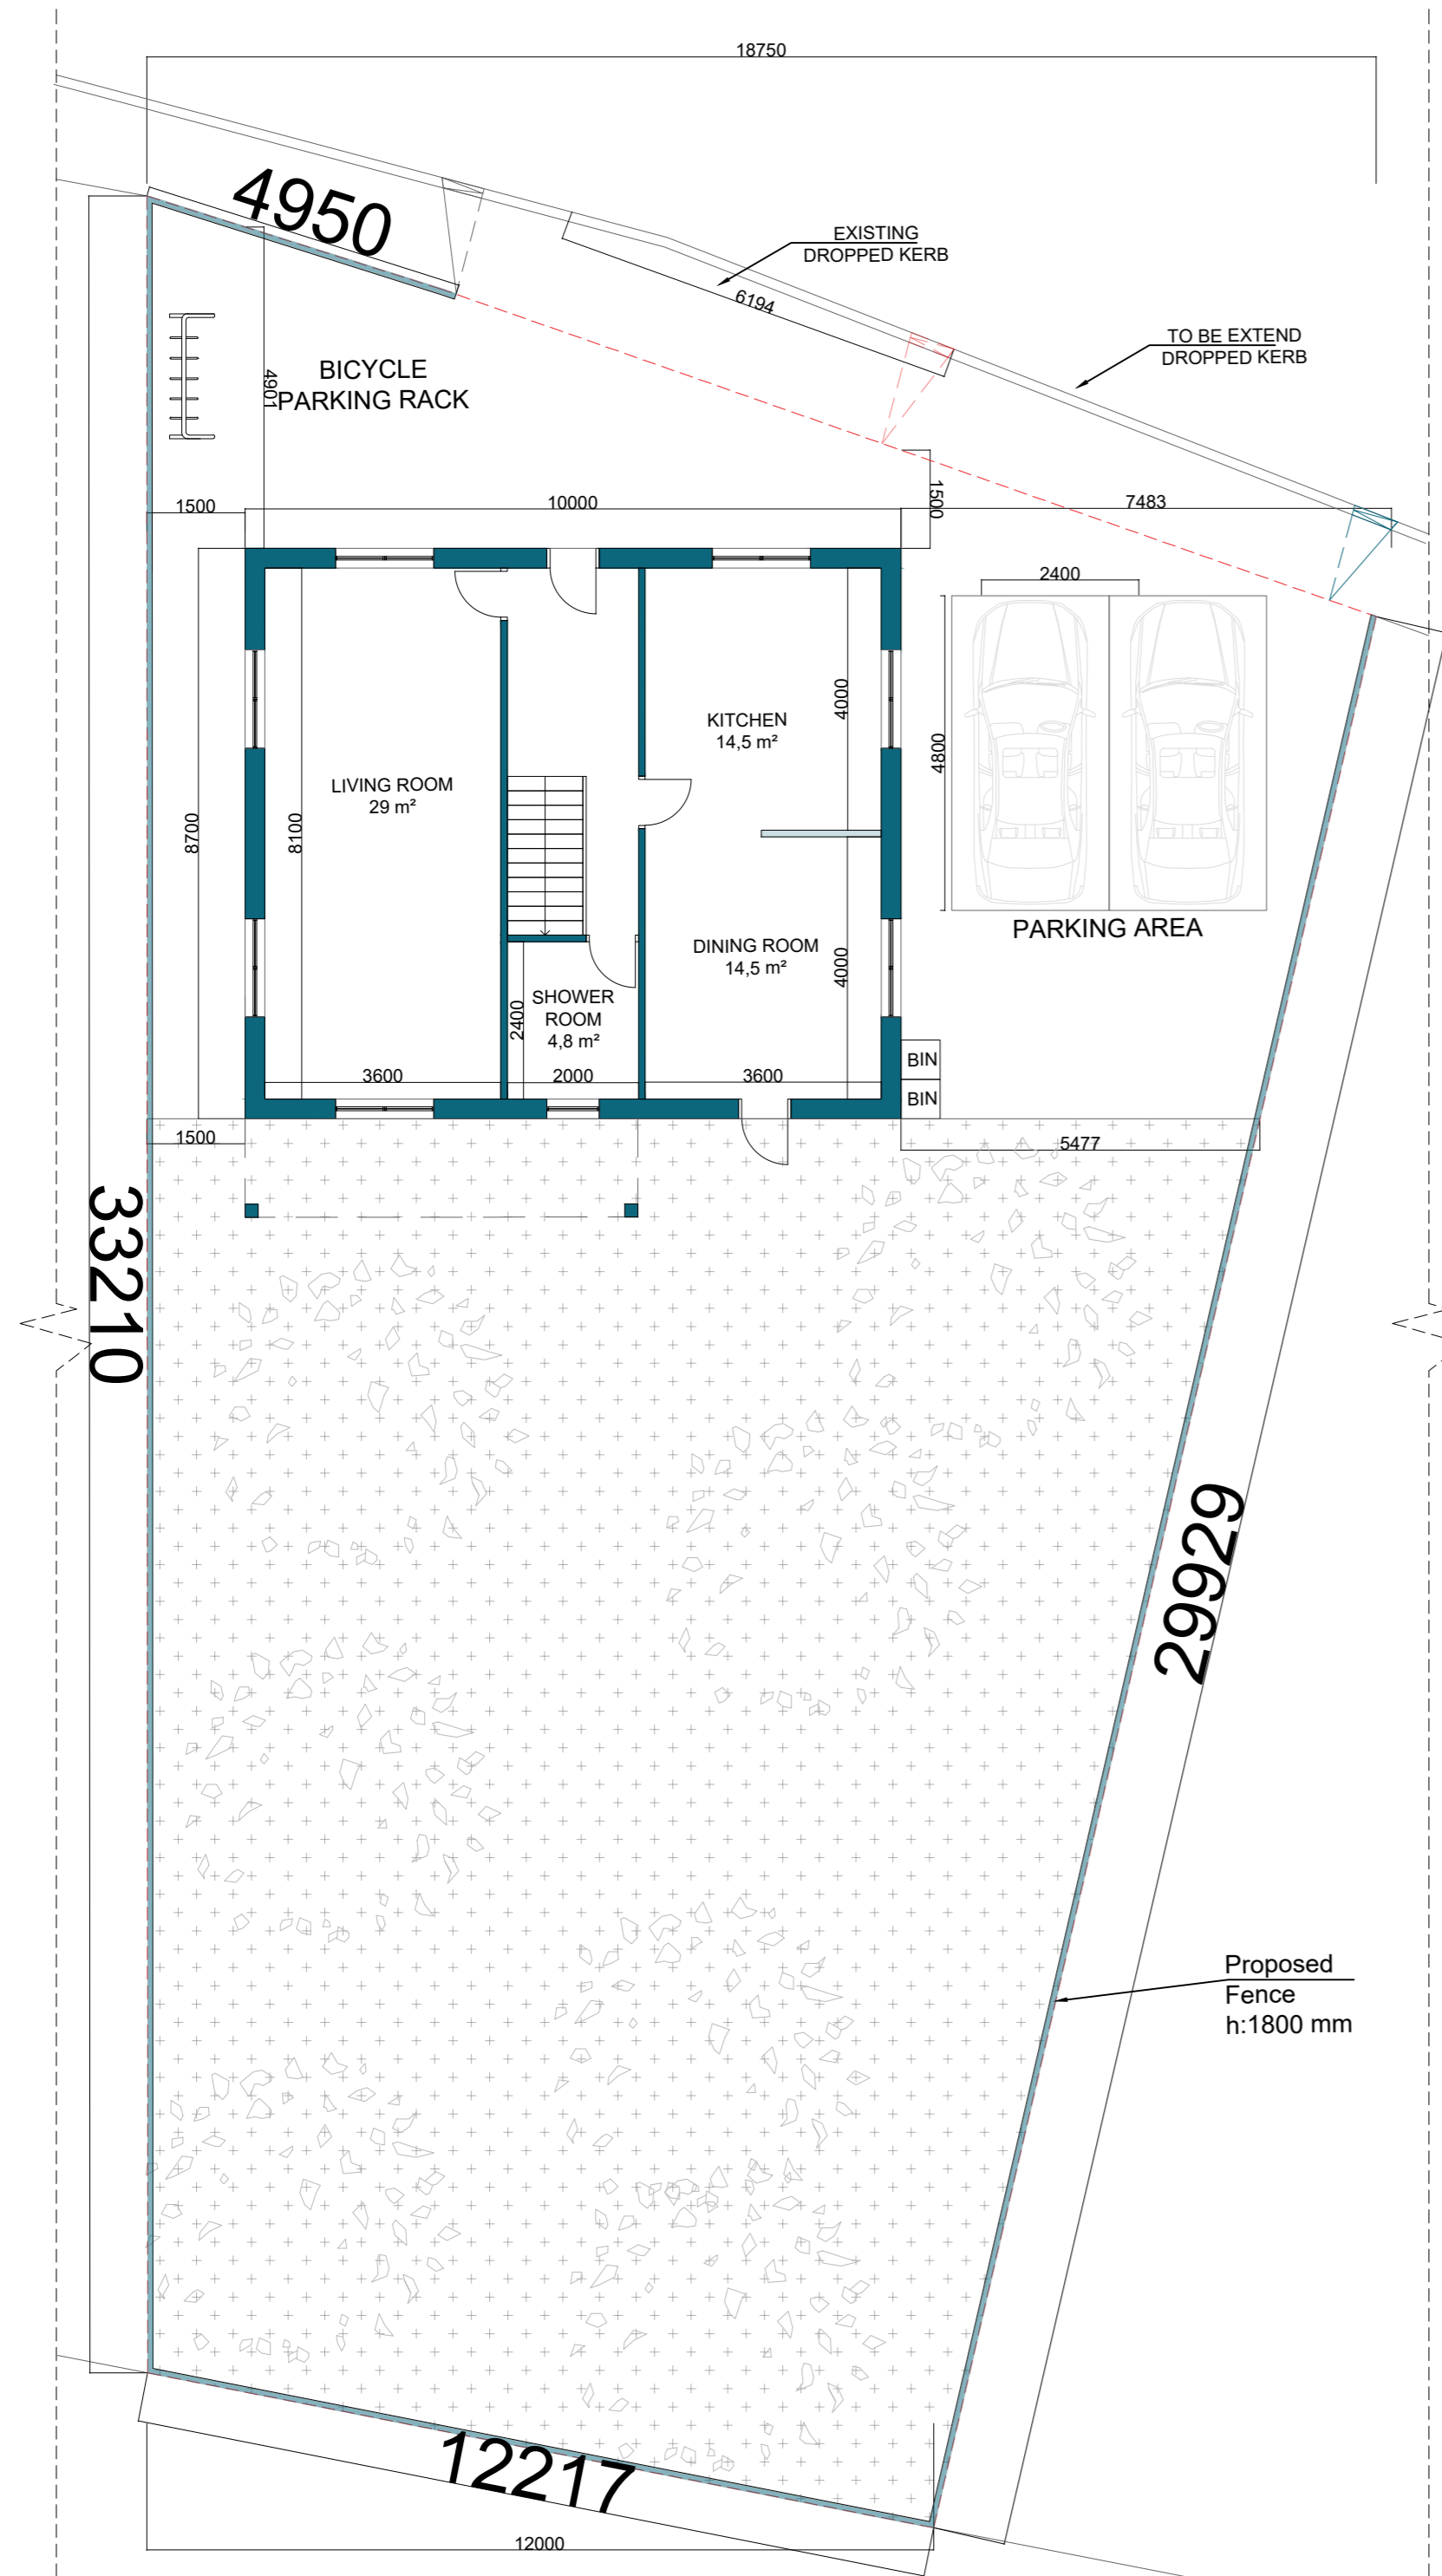 18750
4950
EXISTING
DROPPED KERB
6194
TO BE EXTEND
DROPPED KERB
BICYCLE
PARKING RACK
4901
1500
10000
1500
7483
2400
KITCHEN
14,5 m²
4000
4800
LIVING ROOM
29 m²
8700
8100
PARKING AREA
DINING ROOM
14,5 m²
4000
SHOWER
ROOM
4,8 m²
2400
BIN
3600
2000
3600
BIN
1500
5477
33210
29929
Proposed
Fence
h:1800 mm
12217
12000